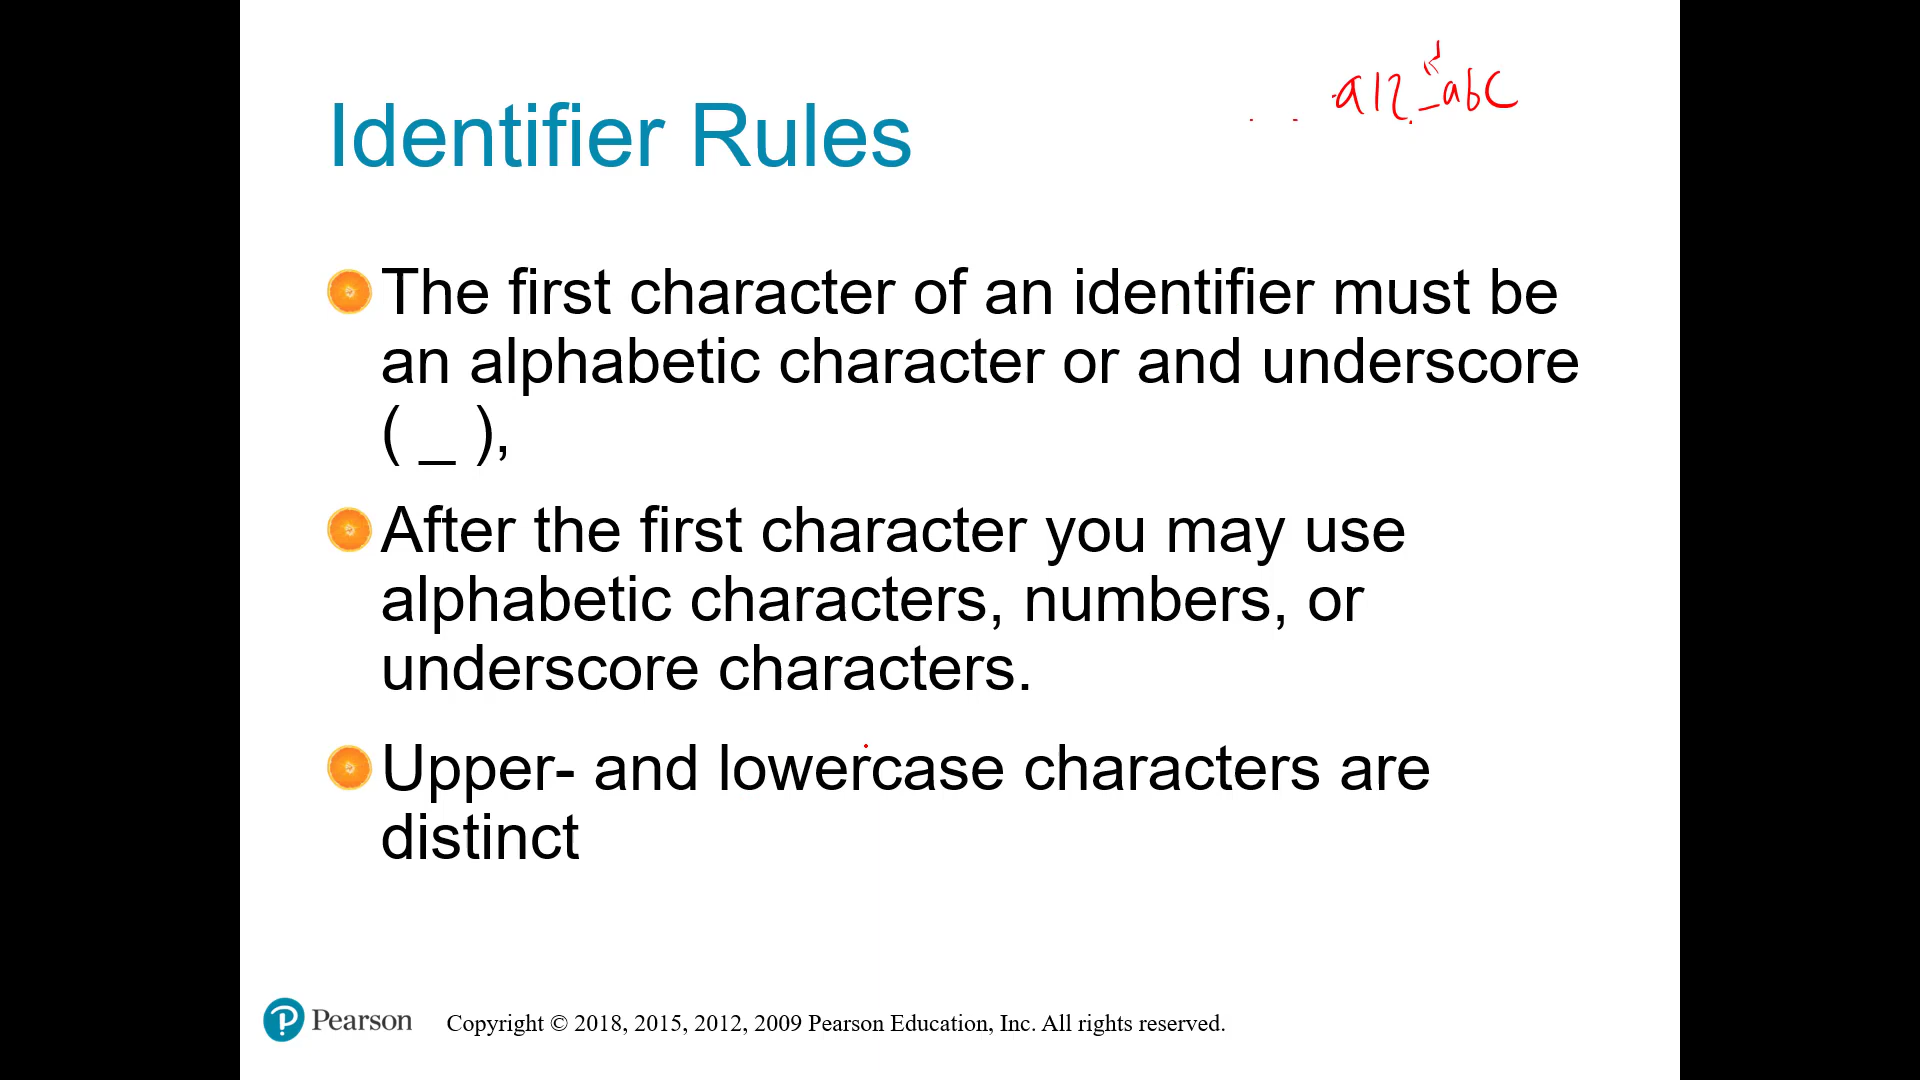 a12_abc
Identifier Rules
The first character of an identifier must be
an alphabetic character or and underscore
( _ ),
After the first character you may use
alphabetic characters, numbers, or
underscore characters.
Upper- and lowercase characters are
distinct
Pearson
Copyright © 2018, 2015, 2012, 2009 Pearson Education, Inc. All rights reserved.